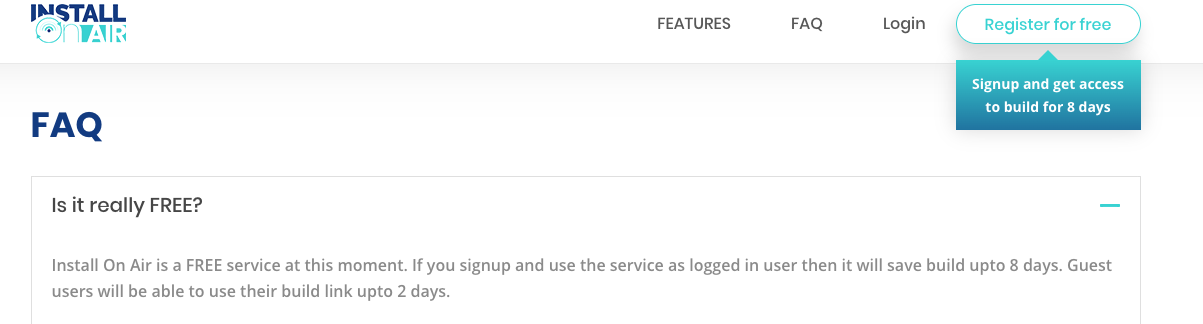 INSTALL
On AIR
FEATURES
FAQ
Login
Register for free
Signup and get access
to build for 8 days
FAQ
Is it really FREE?
Install On Air is a FREE service at this moment. If you signup and use the service as logged in user then it will save build upto 8 days. Guest
users will be able to use their build link upto 2 days.